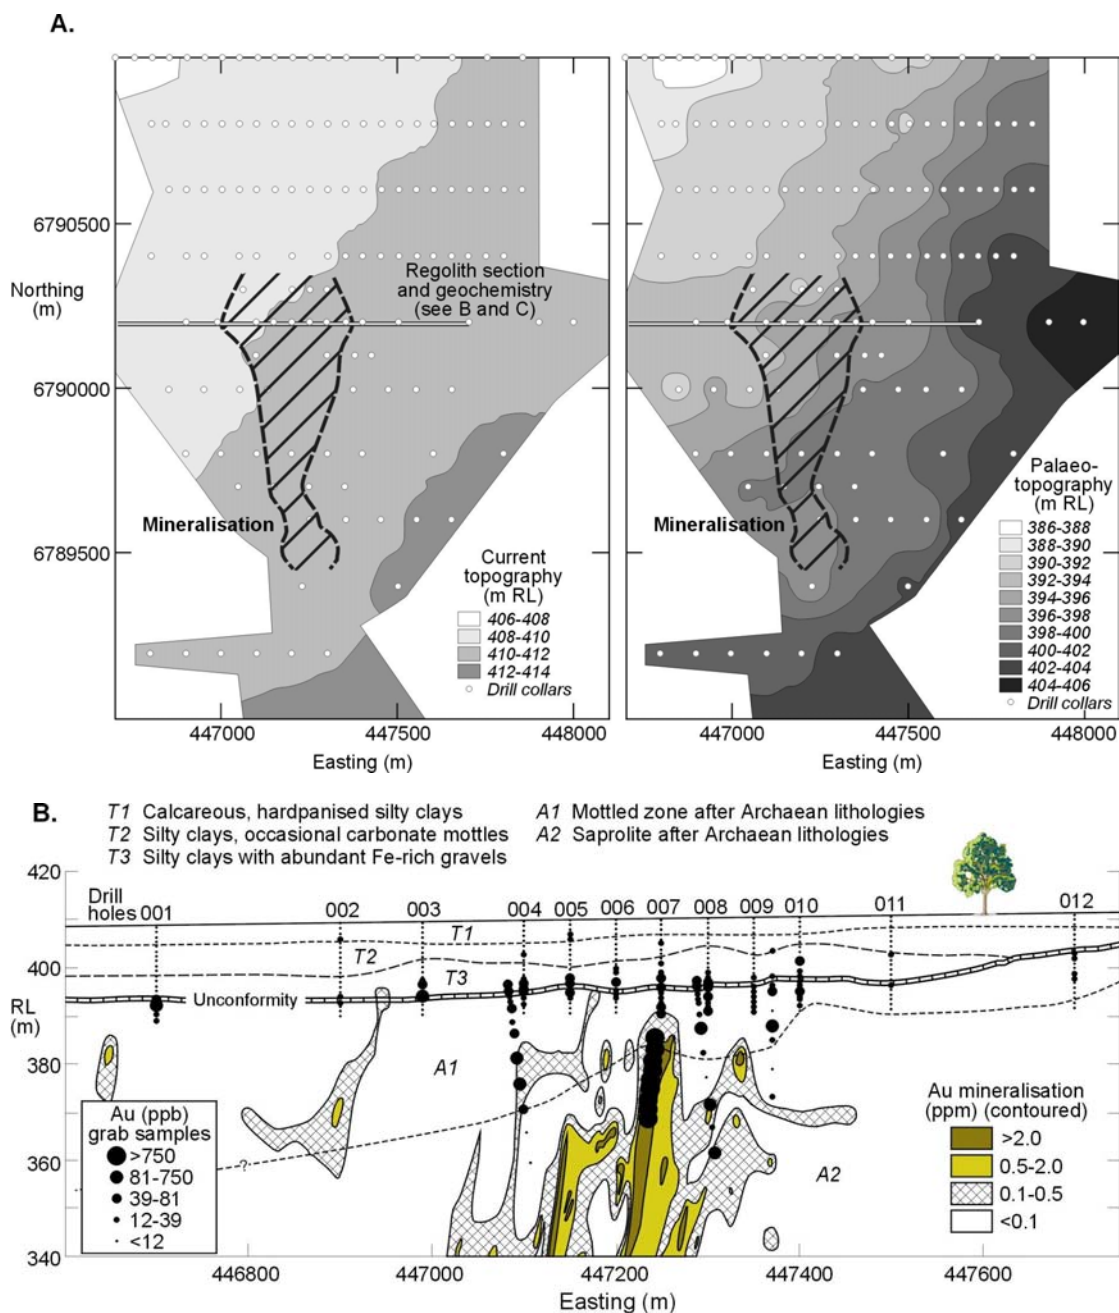 A.
6790500
Northing
(m)
6790000
6789500
Regolith section
and geochemistry
(see B and C)
Mineralisation
Current
topography
(m RL)
406-408
408-410
410-412
412-414
Drill collars
447000
447500
448000
Easting (m)
Mineralisation
Palaeo-
topography
(m RL)
386-388
388-390
390-392
392-394
394-396
396-398
398-400
400-402
402-404
404-406
Drill collars
447000
447500
448000
Easting (m)
B.
T1 Calcareous, hardpanised silty clays
T2 Silty clays, occasional carbonate mottles
T3 Silty clays with abundant Fe-rich gravels
A1 Mottled zone after Archaean lithologies
A2 Saprolite after Archaean lithologies
420
400
RL
(m)
380
360
340
Drill
holes 001 002 003 004 005 006 007 008 009 010 011 012
T1
T2
T3
Unconformity
A1
A2
?
Au (ppb)
grab samples
>750
81-750
39-81
12-39
<12
Au mineralisation
(ppm) (contoured)
>2.0
0.5-2.0
0.1-0.5
<0.1
446800 447000 447200 447400 447600
Easting (m)